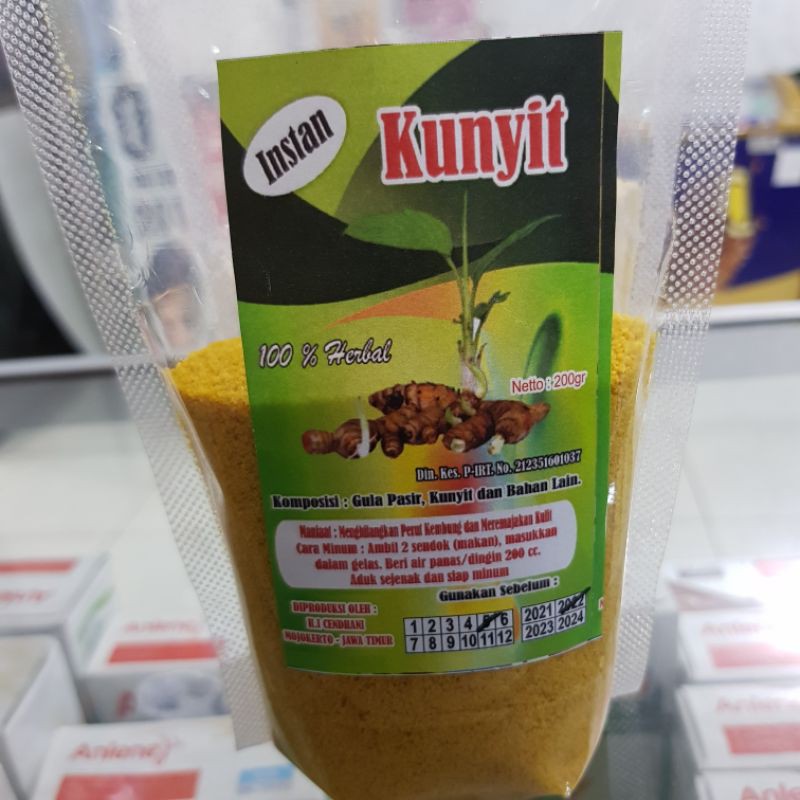 Instan
Kunyit
100 % Herbal
Netto : 200gr
Din. Kes. P-IRT. No. 212351601037
Komposisi : Gula Pasir, Kunyit dan Bahan Lain.
Manfaat : Menghilangkan Perut Kembung dan Meremajakan Kulit
Cara Minum : Ambil 2 sendok (makan), masukkan
dalam gelas. Beri air panas/dingin 200 cc.
Aduk sejenak dan siap minum
Gunakan Sebelum :
DIPRODUKSI OLEH :
R.J CENDHANI
MOJOKERTO - JAWA TIMUR
1 2 3 4 5 6
7 8 9 10 11 12
2021 2022
2023 2024
Anlene
Anlene